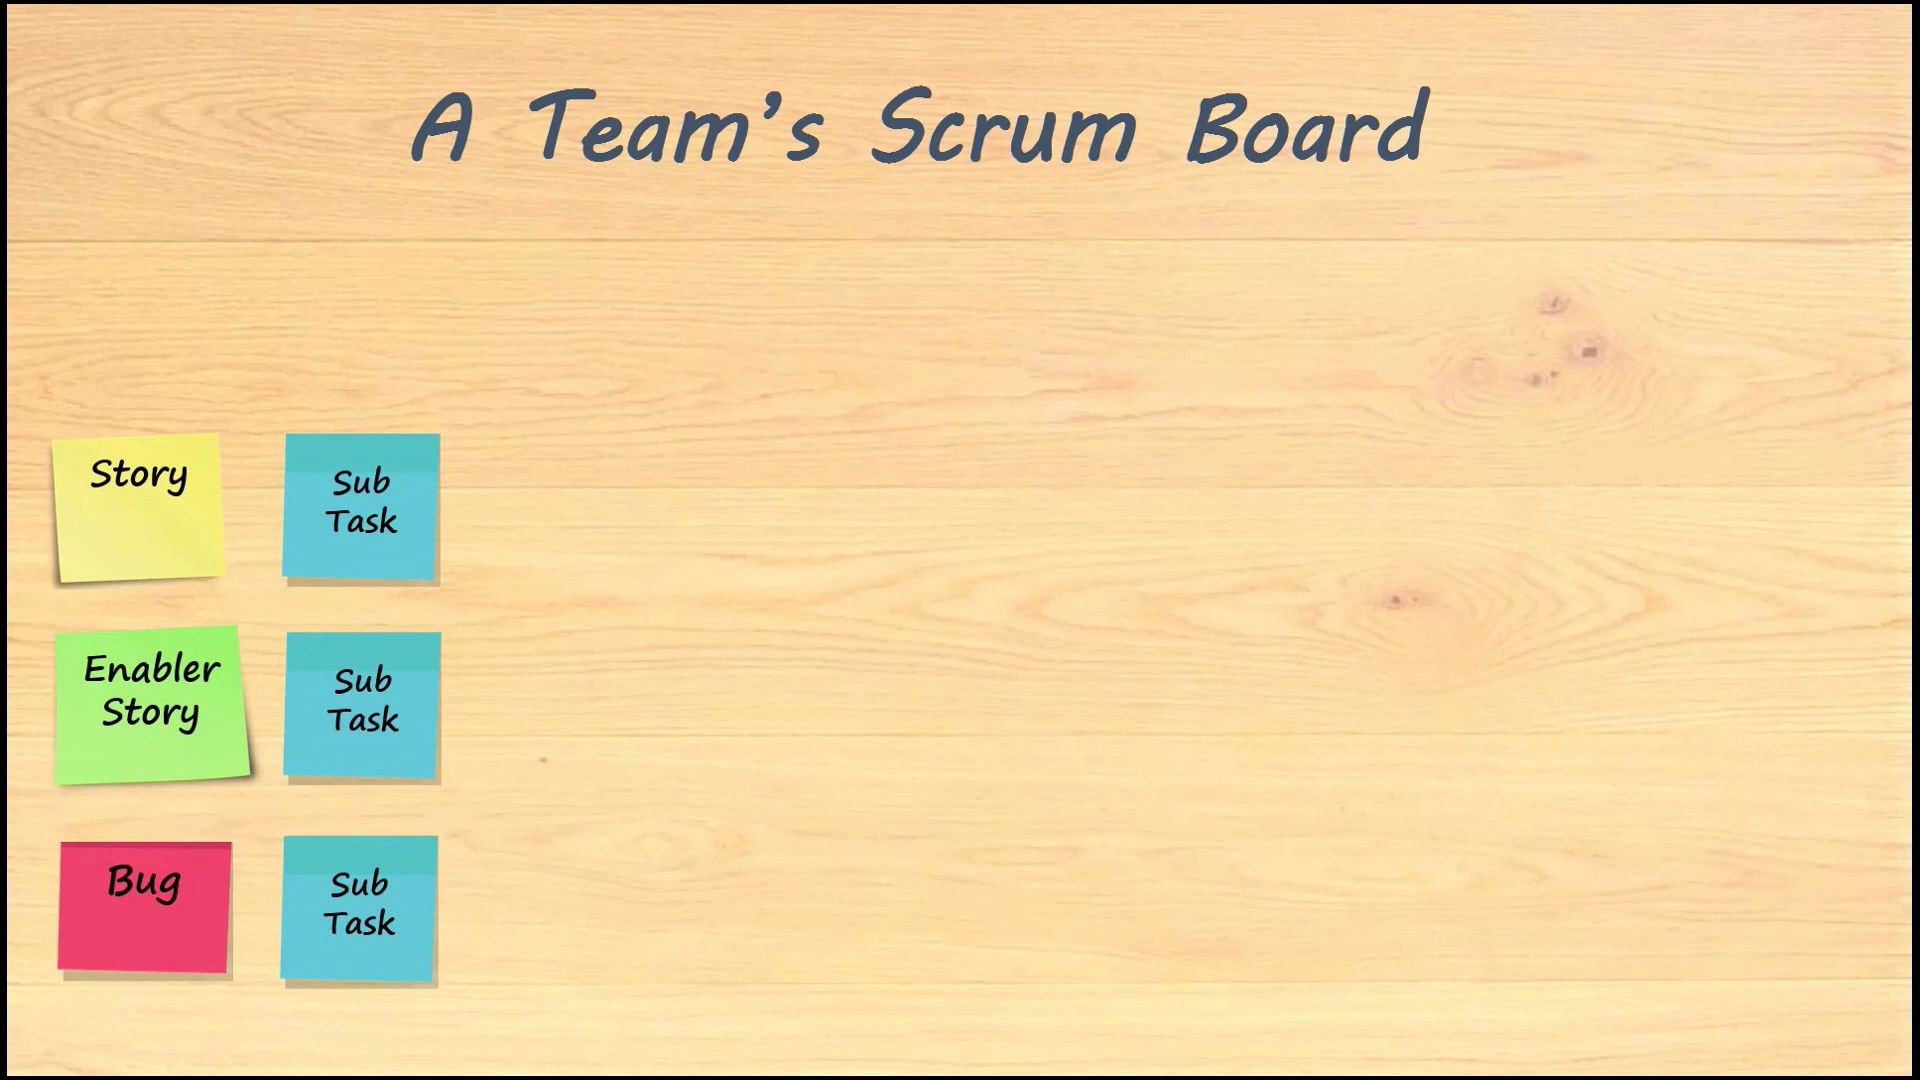 A Team's Scrum Board
Story
Sub
Task
Enabler
Story
Sub
Task
Bug
Sub
Task